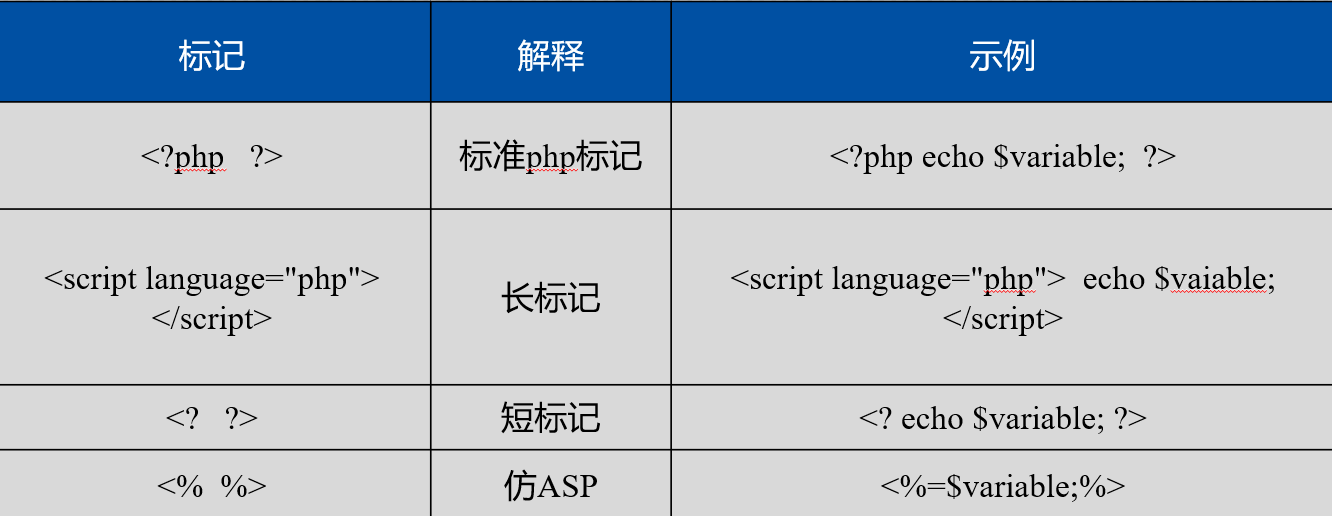 标记 解释 示例
<?php ?> 标准php标记 <?php echo $variable; ?>
<script language="php">
</script>
长标记
<script language="php"> echo $vaiable;
</script>
<? ?> 短标记 <? echo $variable; ?>
<% %> 仿ASP <%=$variable;%>